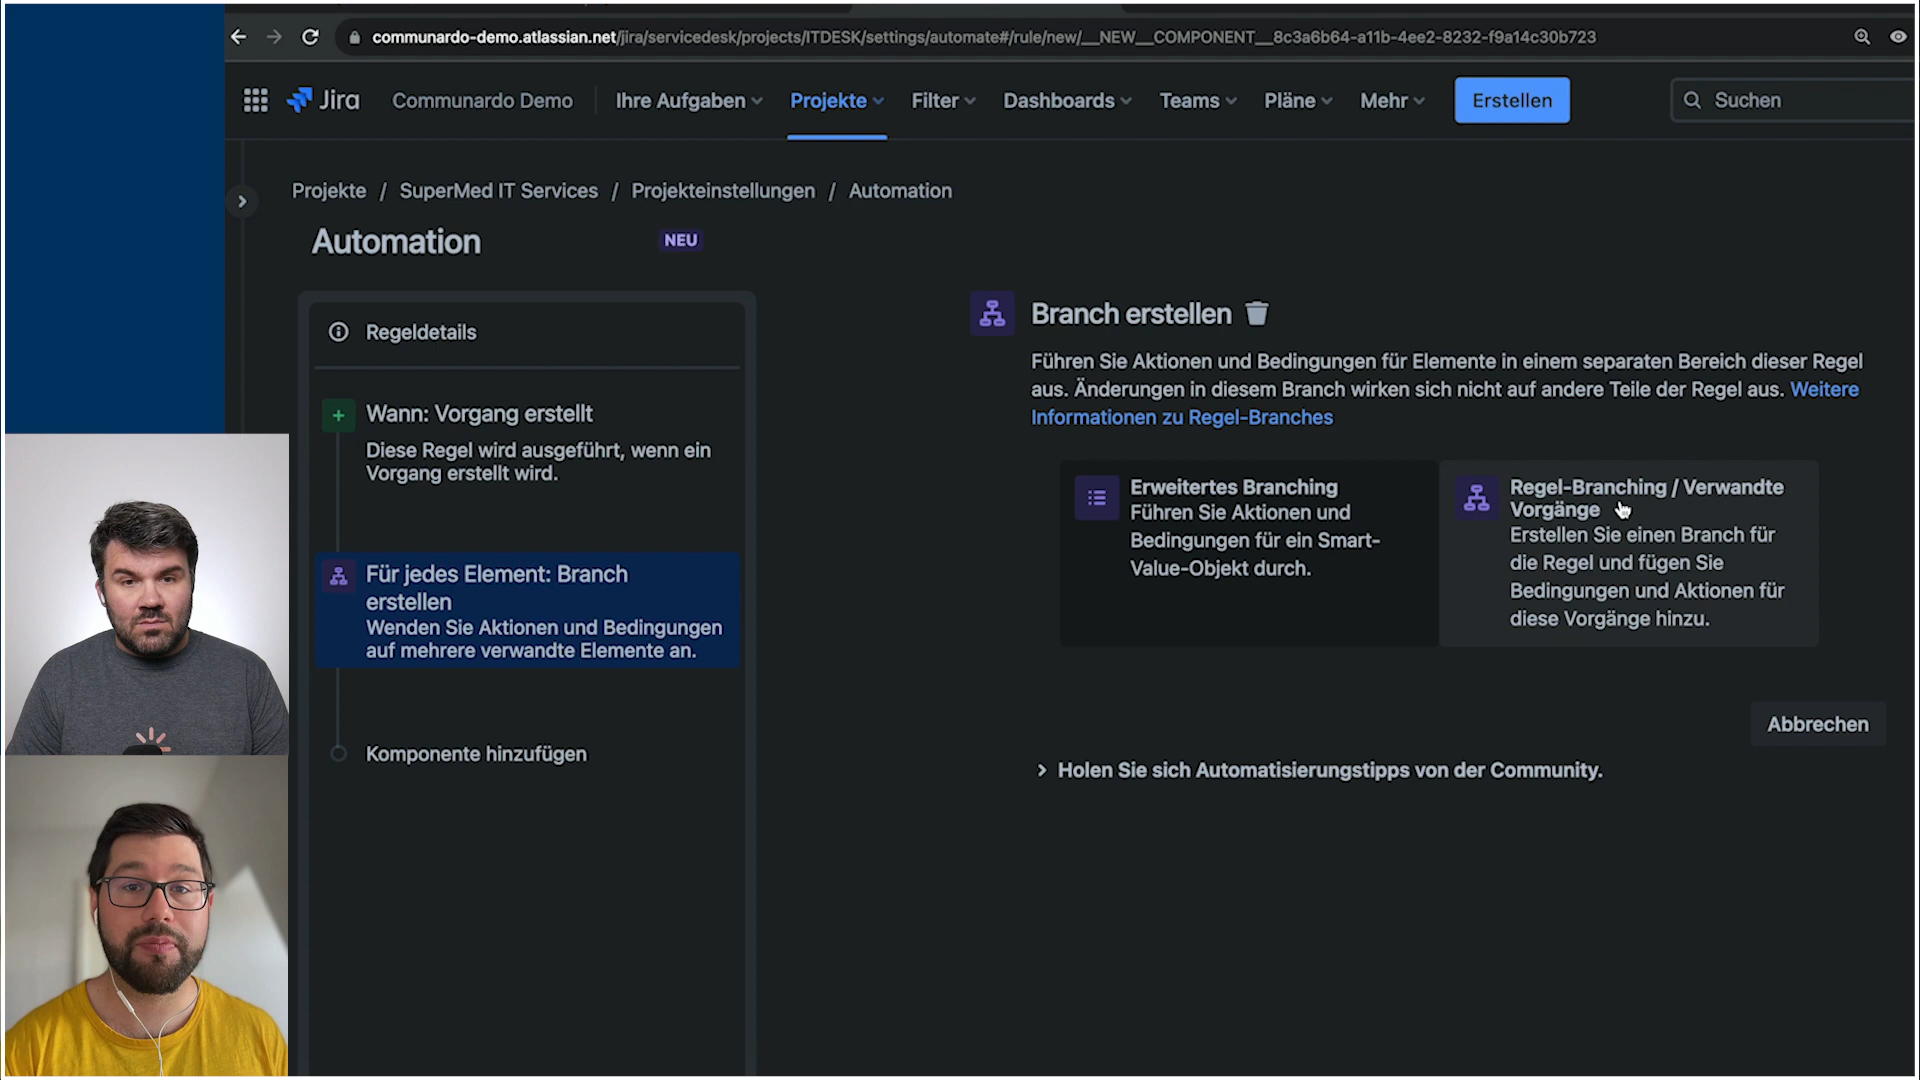 communardo-demo.atlassian.net/jira/servicedesk/projects/ITDESK/settings/automate#/rule/new/__NEW__COMPONENT__8c3a6b64-a11b-4ee2-8232-f9a14c30b723
Jira
Communardo Demo
Ihre Aufgaben
Projekte
Filter
Dashboards
Teams
Pläne
Mehr
Erstellen
Suchen
Projekte / SuperMed IT Services / Projekteinstellungen / Automation
Automation
NEU
Regeldetails
Wann: Vorgang erstellt
Diese Regel wird ausgeführt, wenn ein
Vorgang erstellt wird.
Für jedes Element: Branch
erstellen
Wenden Sie Aktionen und Bedingungen
auf mehrere verwandte Elemente an.
Komponente hinzufügen
Branch erstellen
Führen Sie Aktionen und Bedingungen für Elemente in einem separaten Bereich dieser Regel
aus. Änderungen in diesem Branch wirken sich nicht auf andere Teile der Regel aus. Weitere
Informationen zu Regel-Branches
Erweitertes Branching
Führen Sie Aktionen und
Bedingungen für ein Smart-
Value-Objekt durch.
Regel-Branching / Verwandte
Vorgänge
Erstellen Sie einen Branch für
die Regel und fügen Sie
Bedingungen und Aktionen für
diese Vorgänge hinzu.
Abbrechen
Holen Sie sich Automatisierungstipps von der Community.